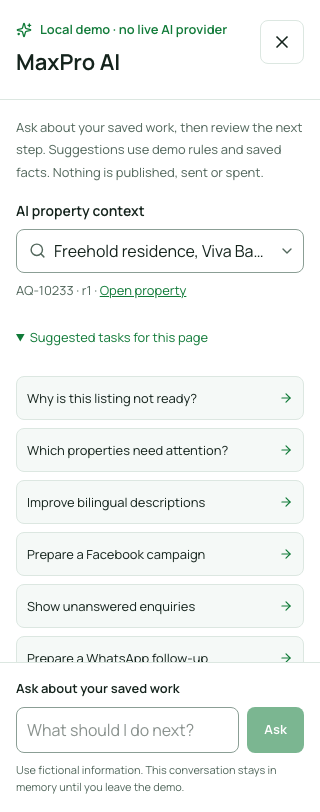 Local demo · no live AI provider
MaxPro AI
Ask about your saved work, then review the next
step. Suggestions use demo rules and saved
facts. Nothing is published, sent or spent.
AI property context
Freehold residence, Viva Ba...
AQ-10233 · r1 · Open property
▼ Suggested tasks for this page
Why is this listing not ready?
Which properties need attention?
Improve bilingual descriptions
Prepare a Facebook campaign
Show unanswered enquiries
Prepare a WhatsApp follow-up
Ask about your saved work
What should I do next?
Ask
Use fictional information. This conversation stays in
memory until you leave the demo.